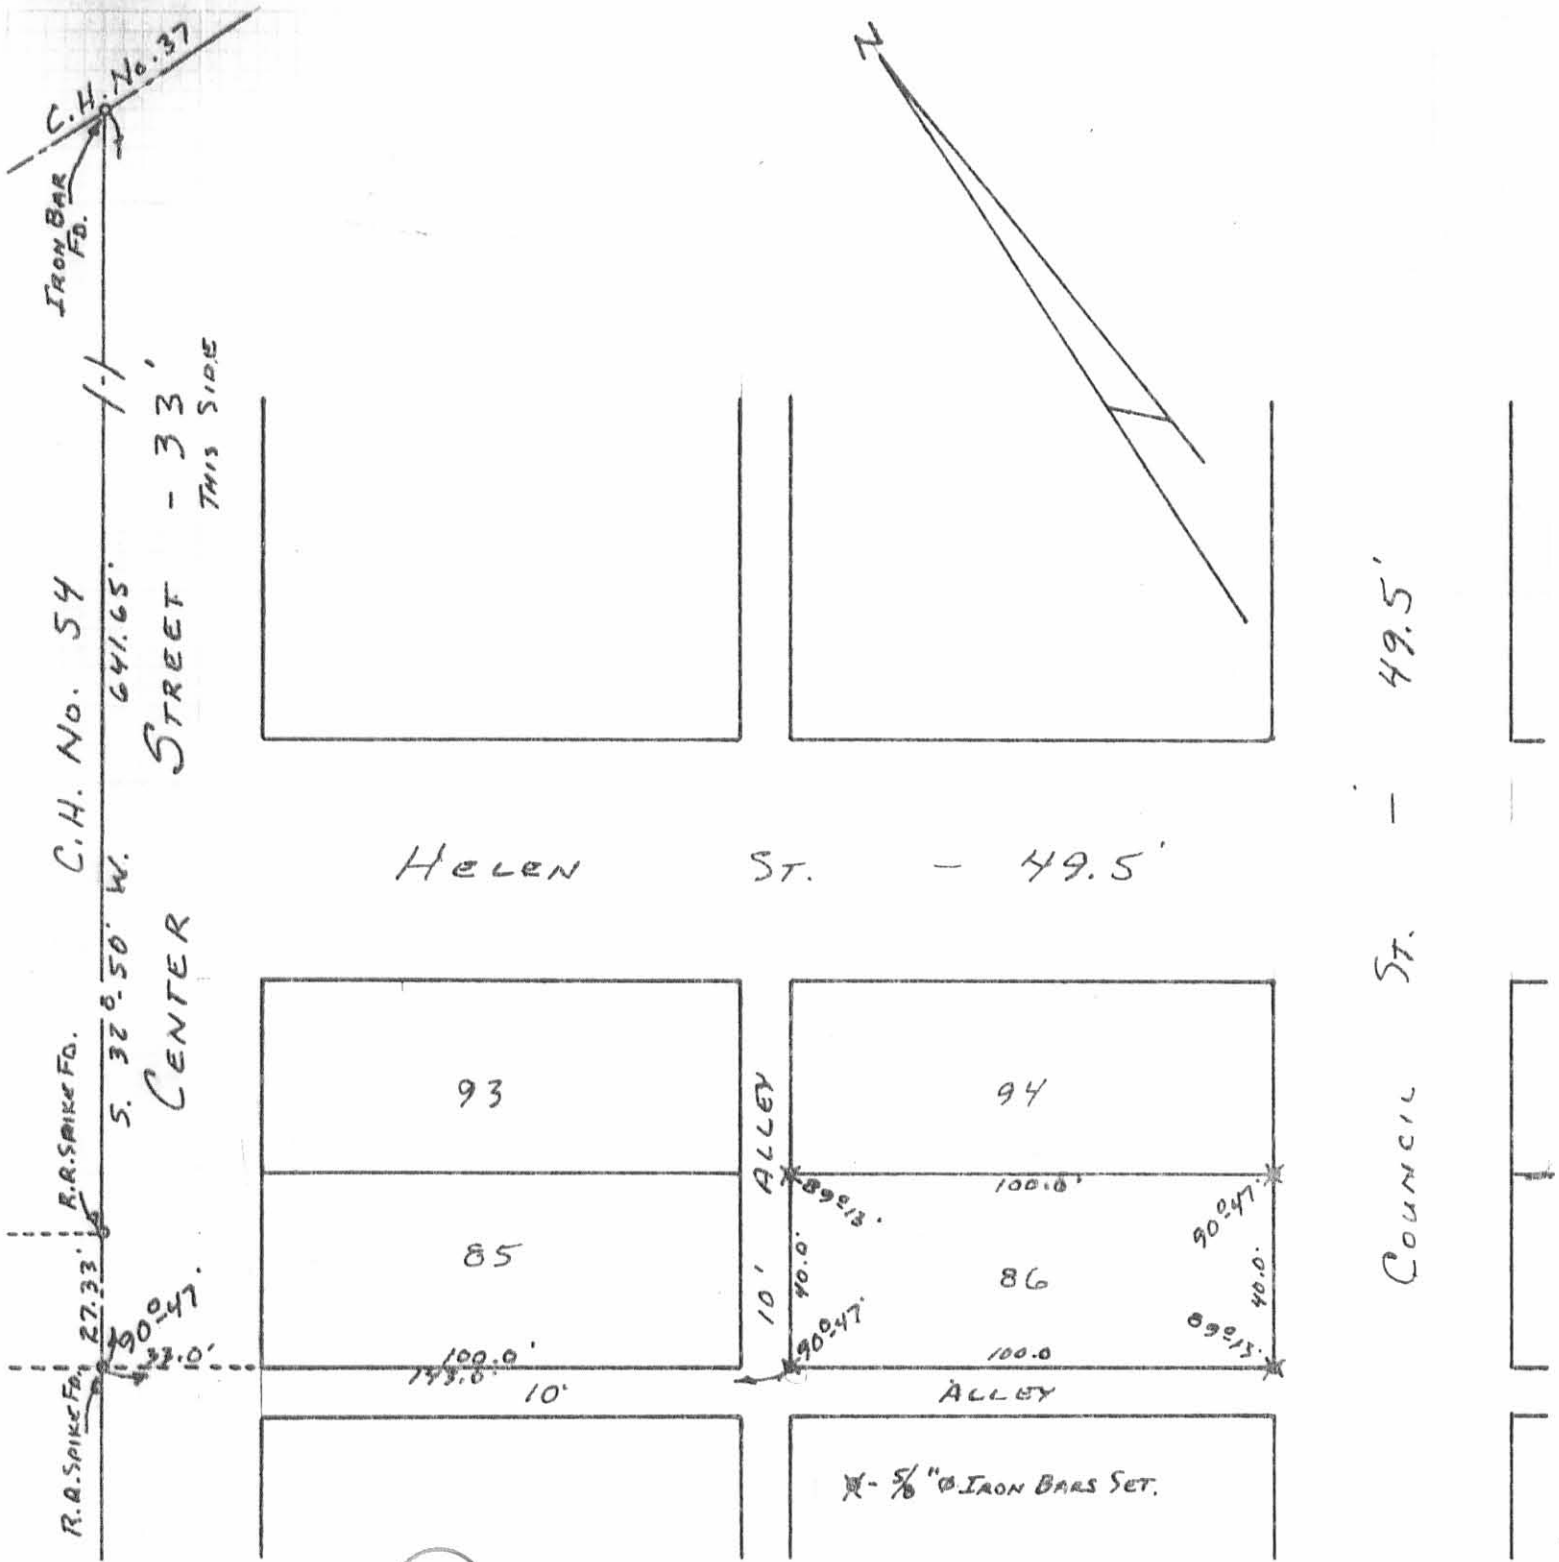 C.H. No. 37
N
IRON BAR
FD.
C.H. No. 54
641.65'
S. 32°-50' W.
CENTER STREET - 33'
THIS SIDE
HELEN ST. - 49.5'
COUNCIL ST. - 49.5'
93
94
85
86
10' ALLEY
100.0'
89°13'
90°47'
40.0'
40.0'
90°47'
89°13'
100.0
R.R. SPIKE FD.
27.33'
90°-47'
33.0'
100.0'
143.0'
R.R. SPIKE FD.
10' ALLEY
- 5/8" Ø IRON BARS SET.